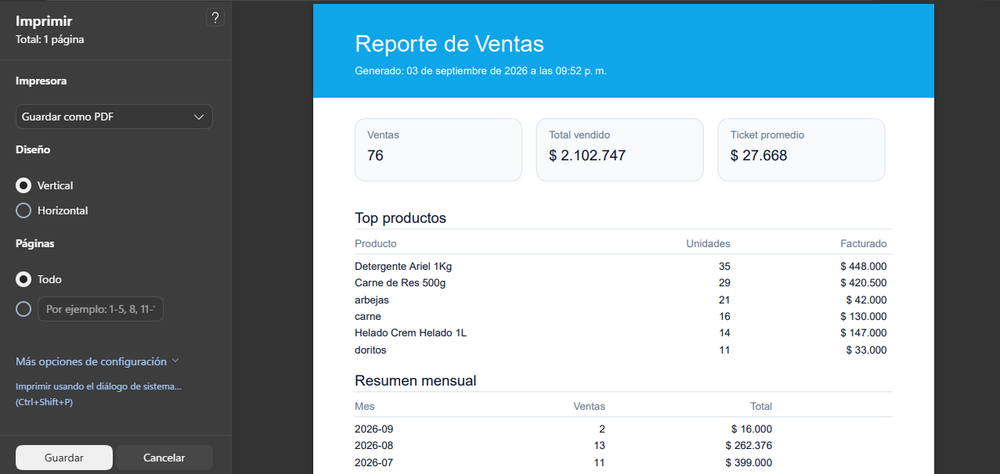 Imprimir
?
Total: 1 página
Impresora
Guardar como PDF
Diseño
Vertical
Horizontal
Páginas
Todo
Por ejemplo: 1-5, 8, 11-
Más opciones de configuración
Imprimir usando el diálogo de sistema...
(Ctrl+Shift+P)
Guardar Cancelar
Reporte de Ventas
Generado: 03 de septiembre de 2026 a las 09:52 p. m.
Ventas Total vendido Ticket promedio
76 $ 2.102.747 $ 27.668
Top productos
Producto Unidades Facturado
Detergente Ariel 1Kg 35 $ 448.000
Carne de Res 500g 29 $ 420.500
arbejas 21 $ 42.000
carne 16 $ 130.000
Helado Crem Helado 1L 14 $ 147.000
doritos 11 $ 33.000
Resumen mensual
Mes Ventas Total
2026-09 2 $ 16.000
2026-08 13 $ 262.376
2026-07 11 $ 399.000